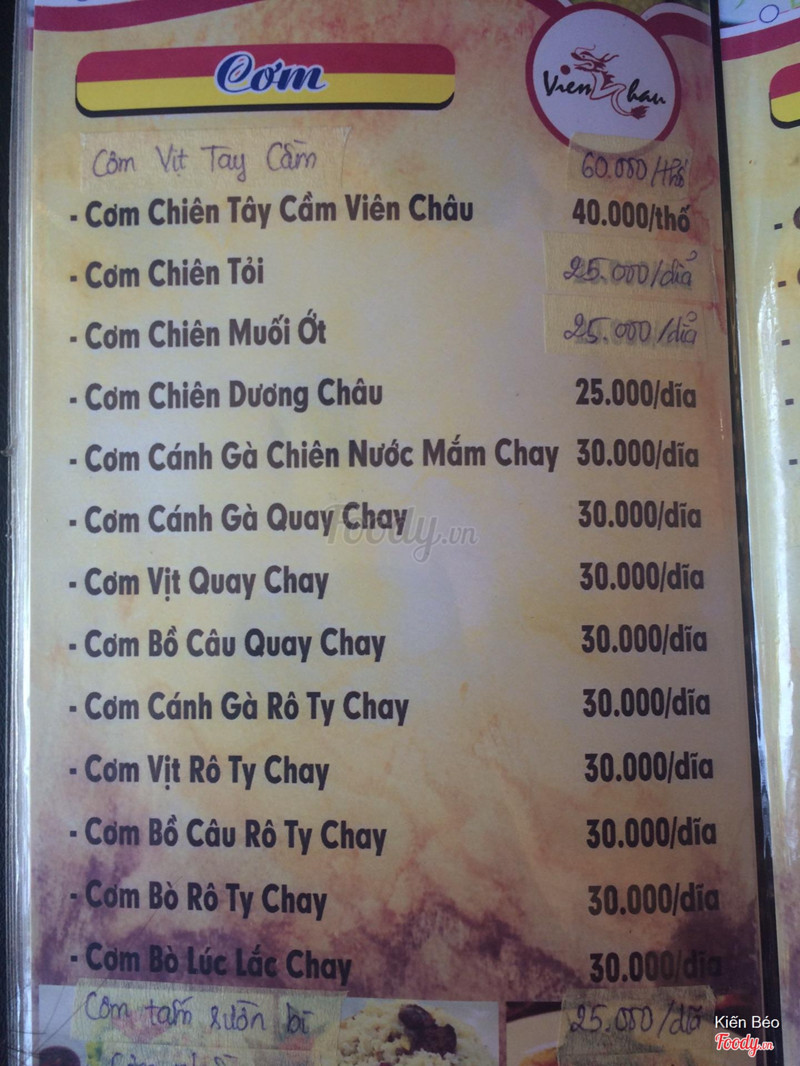 Cơm
Viên Châu
Côm Vịt Tay Cầm 60.000/thố
- Cơm Chiên Tây Cầm Viên Châu 40.000/thố
- Cơm Chiên Tỏi 25.000/dĩa
- Cơm Chiên Muối Ớt 25.000/dĩa
- Cơm Chiên Dương Châu 25.000/dĩa
- Cơm Cánh Gà Chiên Nước Mắm Chay 30.000/dĩa
- Cơm Cánh Gà Quay Chay 30.000/dĩa
Foody.vn
- Cơm Vịt Quay Chay 30.000/dĩa
- Cơm Bồ Câu Quay Chay 30.000/dĩa
- Cơm Cánh Gà Rô Ty Chay 30.000/dĩa
- Cơm Vịt Rô Ty Chay 30.000/dĩa
- Cơm Bồ Câu Rô Ty Chay 30.000/dĩa
- Cơm Bò Rô Ty Chay 30.000/dĩa
- Cơm Bò Lúc Lắc Chay 30.000/dĩa
Côm tấm sườn bì 25.000/dĩa
Kiến Béo
Foody.vn